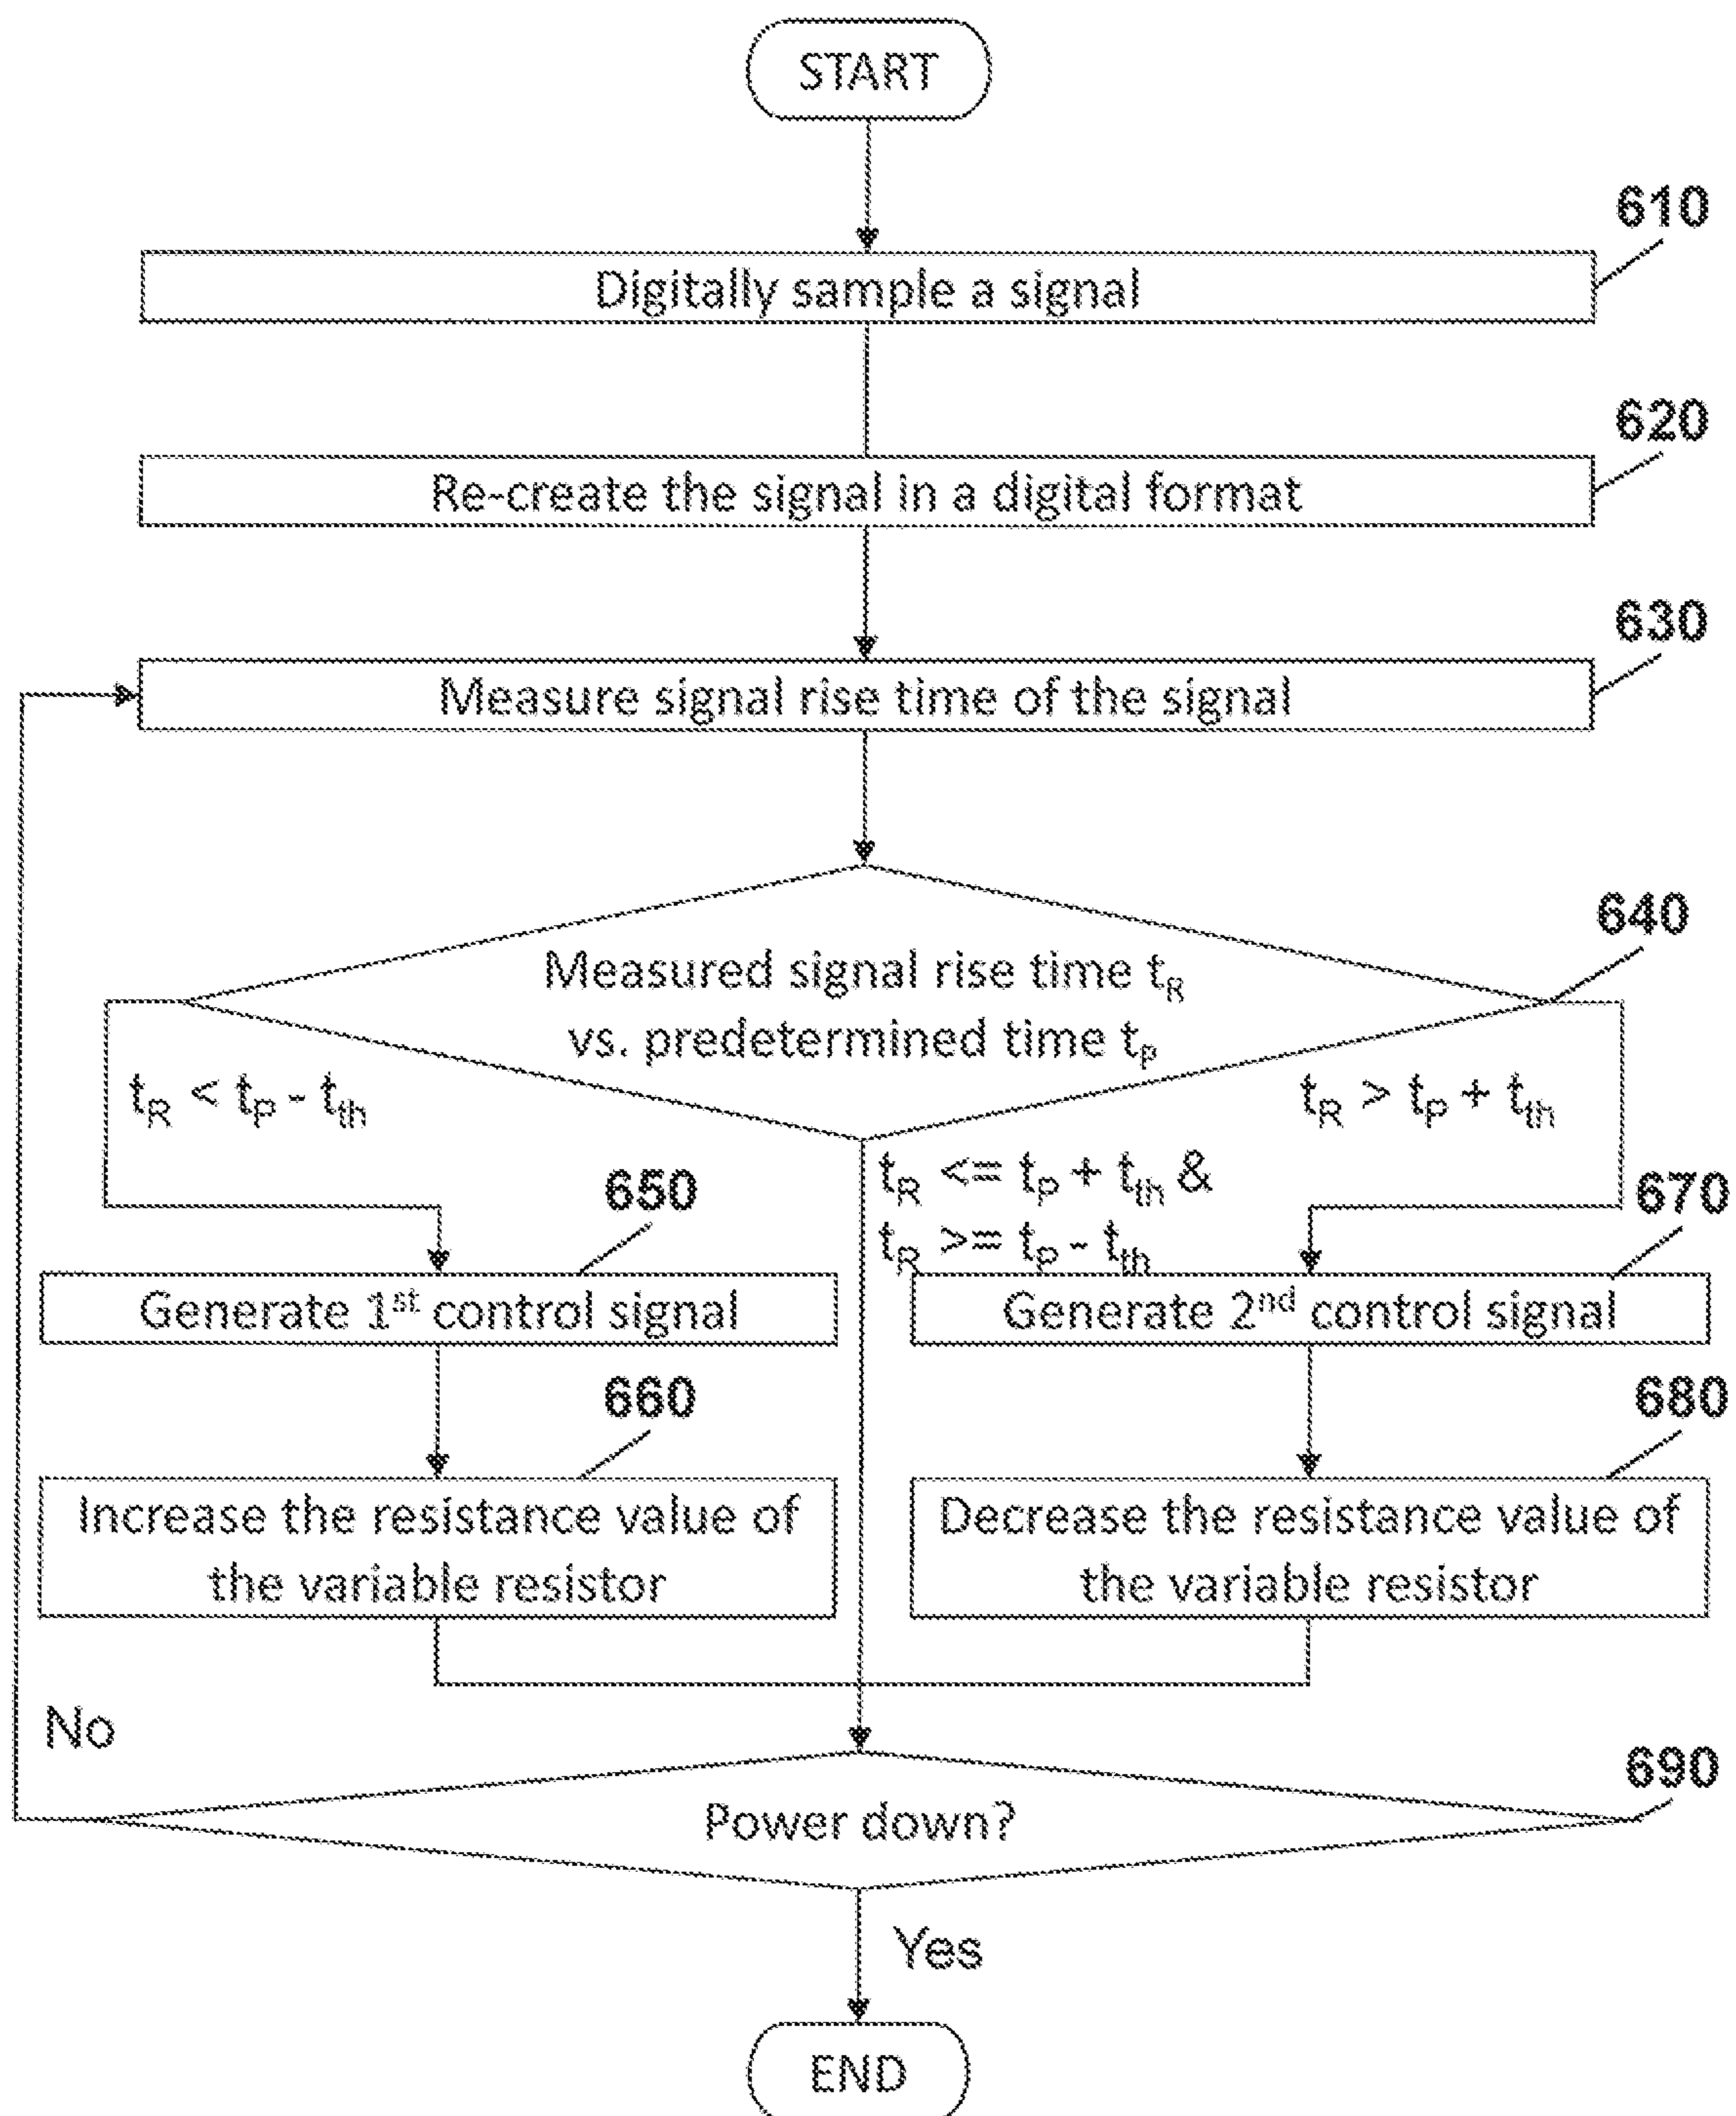 START
610
Digitally sample a signal
620
Re-create the signal in a digital format
630
Measure signal rise time of the signal
640
Measured signal rise time tR
vs. predetermined time tP
tR < tP - tth
tR > tP + tth
tR <= tP + tth &
tR >= tP - tth
650
670
Generate 1st control signal
Generate 2nd control signal
660
680
Increase the resistance value of
the variable resistor
Decrease the resistance value of
the variable resistor
No
690
Power down?
Yes
END